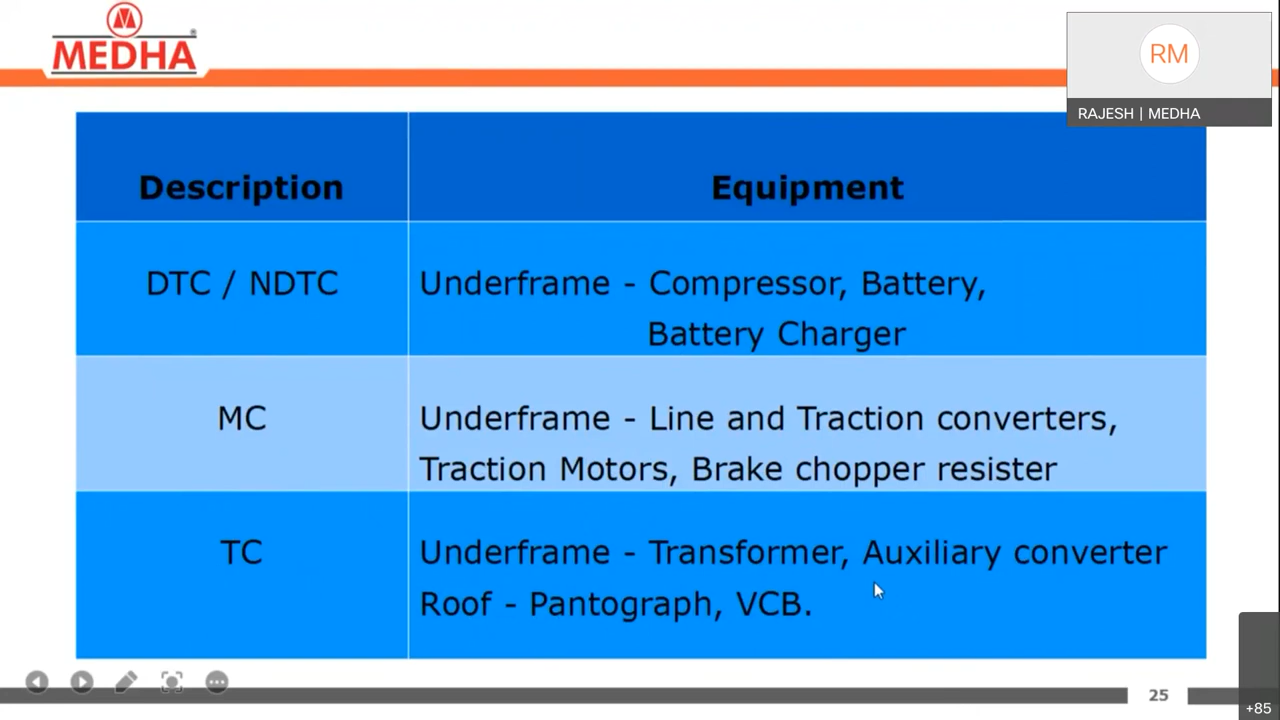 MEDHA
RM
RAJESH | MEDHA
Description
Equipment
DTC / NDTC
Underframe - Compressor, Battery,
Battery Charger
MC
Underframe - Line and Traction converters,
Traction Motors, Brake chopper resister
TC
Underframe - Transformer, Auxiliary converter
Roof - Pantograph, VCB.
25
+85